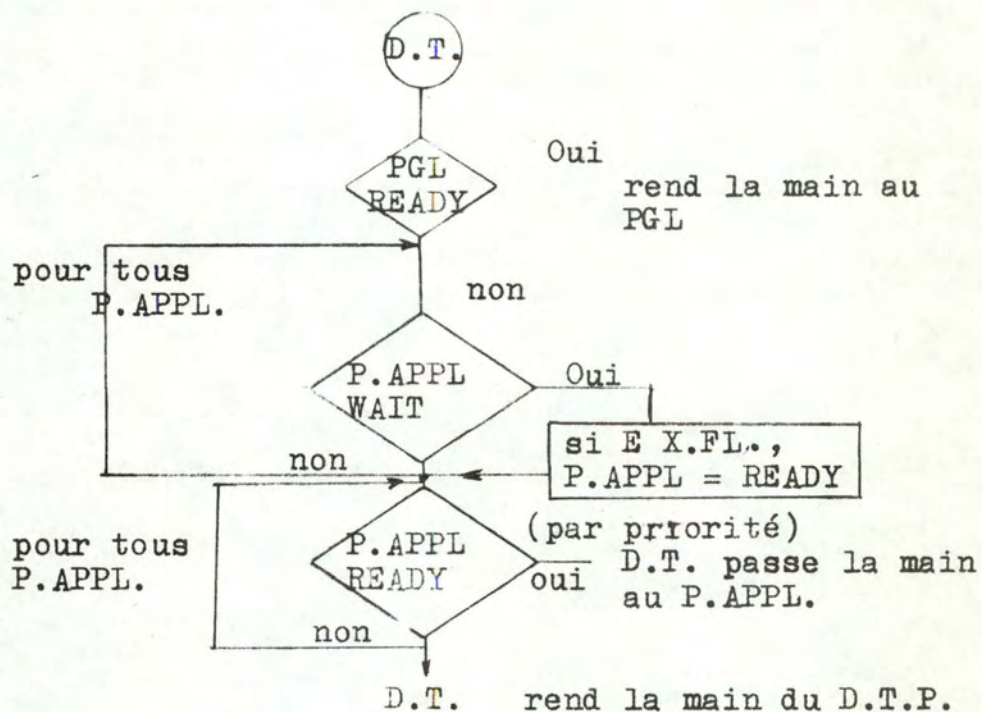 D.T.
PGL
READY
Oui
rend la main au
PGL
pour tous
P.APPL.
non
P.APPL
WAIT
Oui
si E X.FL.,
P.APPL = READY
non
pour tous
P.APPL.
P.APPL
READY
(par priorité)
oui
D.T. passe la main
au P.APPL.
non
D.T. rend la main du D.T.P.